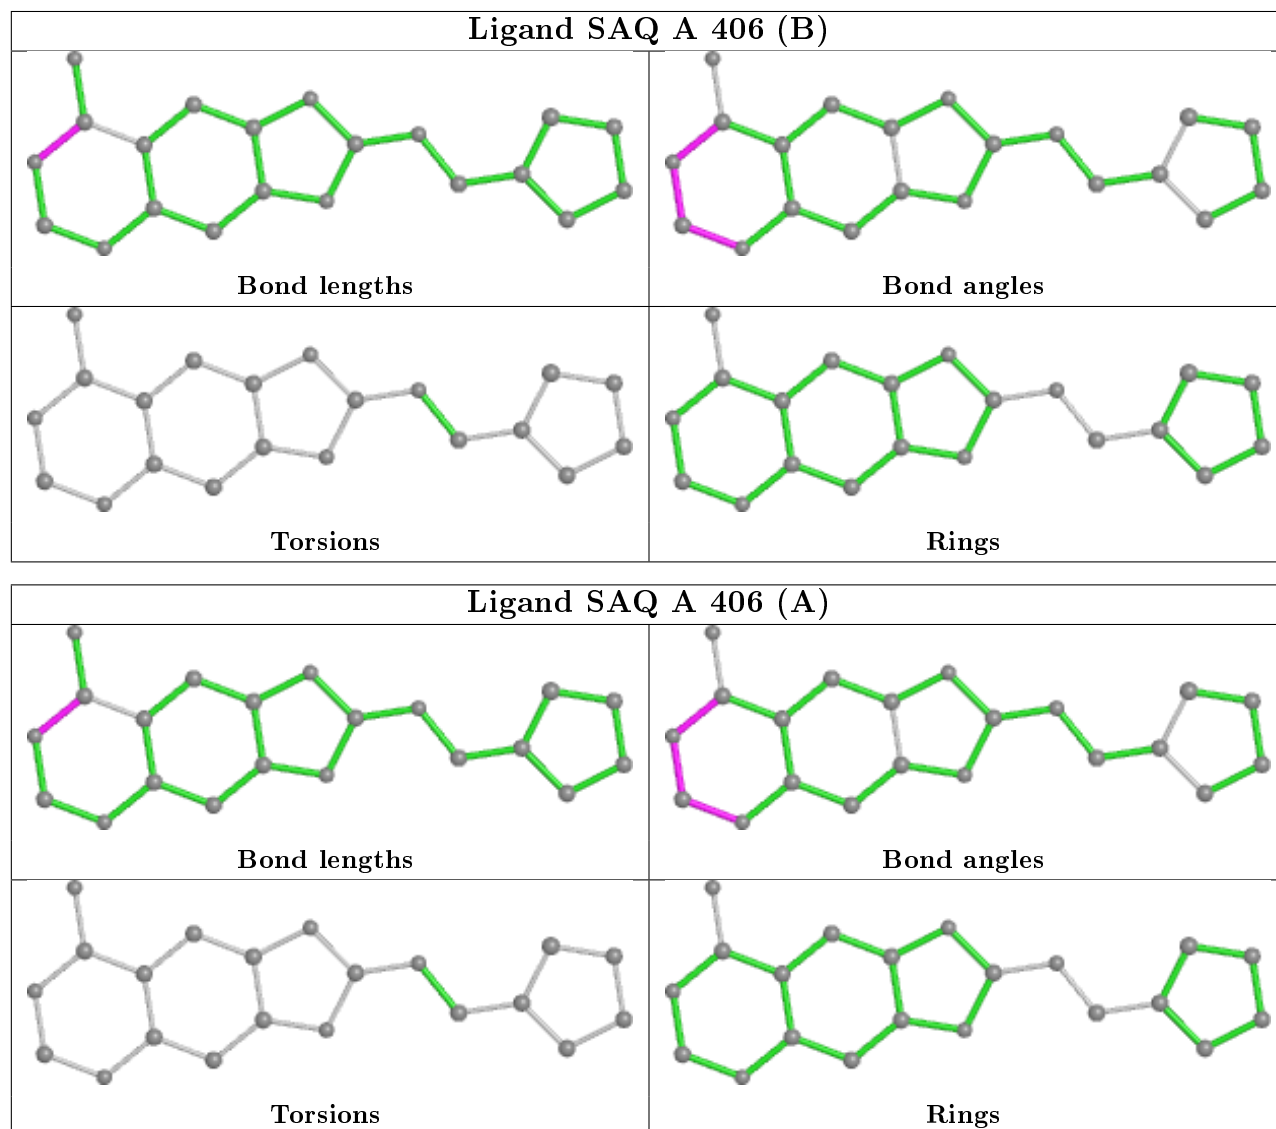 Ligand SAQ A 406 (B)
Bond lengths
Bond angles
Torsions
Rings
Ligand SAQ A 406 (A)
Bond lengths
Bond angles
Torsions
Rings